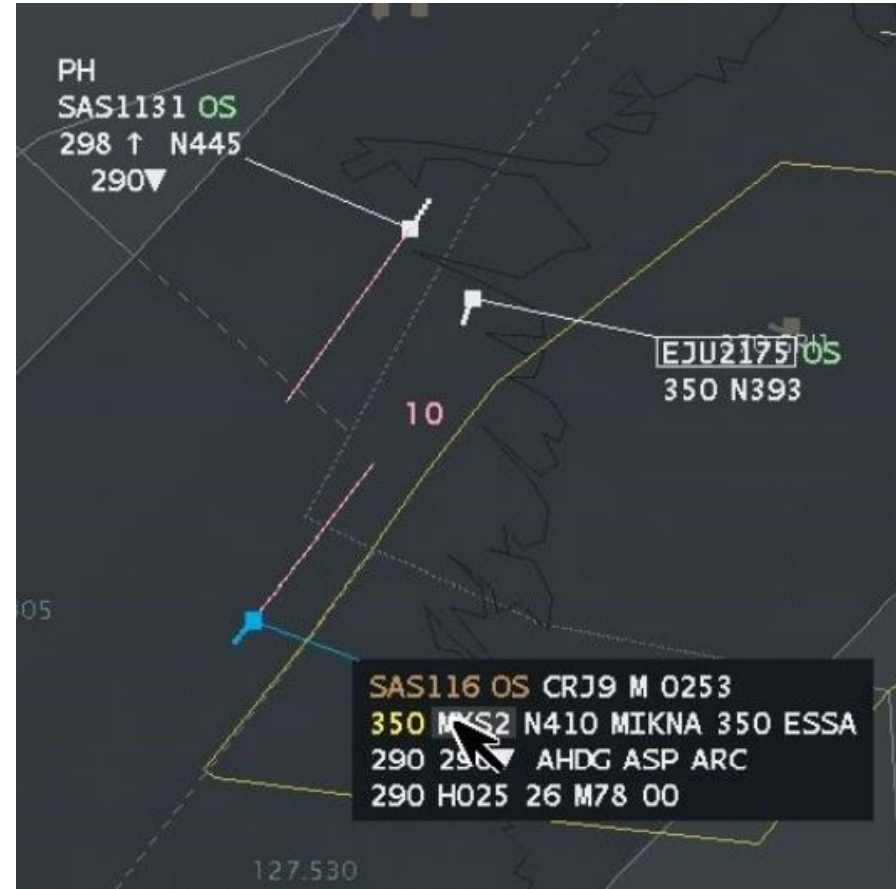 PH
SAS1131 OS
298 ↑ N445
290▼
EJU2175 OS
350 N393
10
SAS116 OS CRJ9 M 0253
350 N410 MIKNA 350 ESSA
290 ▼ AHDG ASP ARC
290 H025 26 M78 00
127.530